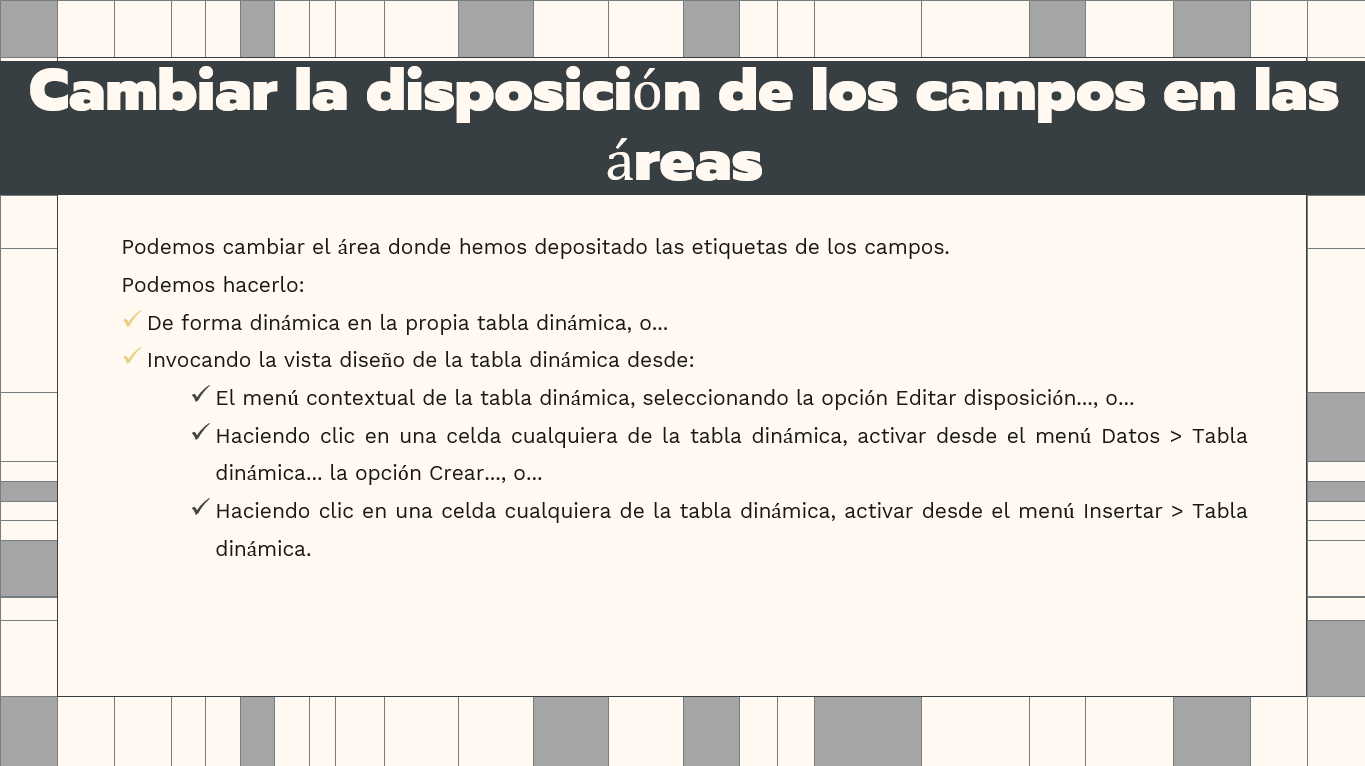 Cambiar la disposición de los campos en las
áreas
Podemos cambiar el área donde hemos depositado las etiquetas de los campos.
Podemos hacerlo:
✓ De forma dinámica en la propia tabla dinámica, o...
✓ Invocando la vista diseño de la tabla dinámica desde:
✓ El menú contextual de la tabla dinámica, seleccionando la opción Editar disposición..., o...
✓ Haciendo clic en una celda cualquiera de la tabla dinámica, activar desde el menú Datos > Tabla
dinámica... la opción Crear..., o...
✓ Haciendo clic en una celda cualquiera de la tabla dinámica, activar desde el menú Insertar > Tabla
dinámica.